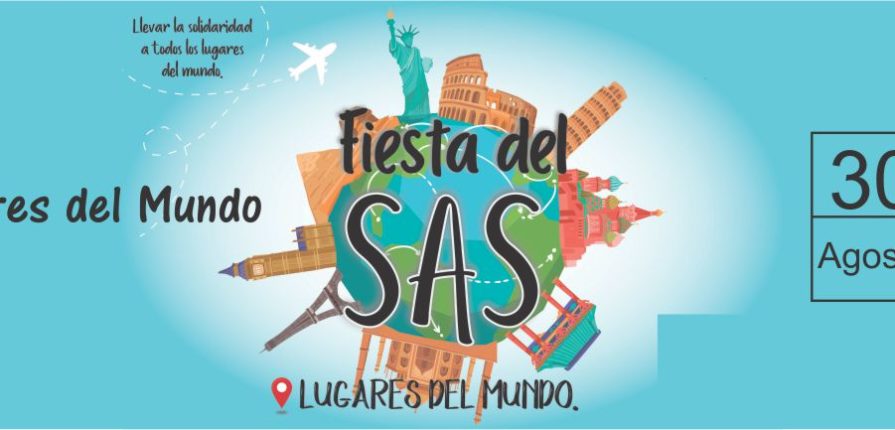 Llevar la solidaridad
a todos los lugares
del mundo.
Fiesta del
res del Mundo
SAS
30
Agos
LUGARES DEL MUNDO.